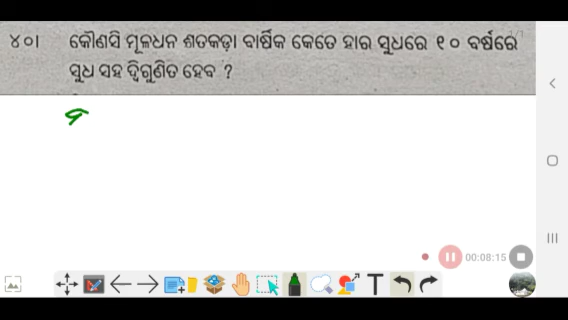 ୪୦। କୌଣସି ମୂଳଧନ ଶତକଡ଼ା ବାର୍ଷିକ କେତେ ହାର ସୁଧରେ ୧୦ ବର୍ଷରେ
ସୁଧ ସହ ଦ୍ୱିଗୁଣିତ ହେବ ?
00:08:15